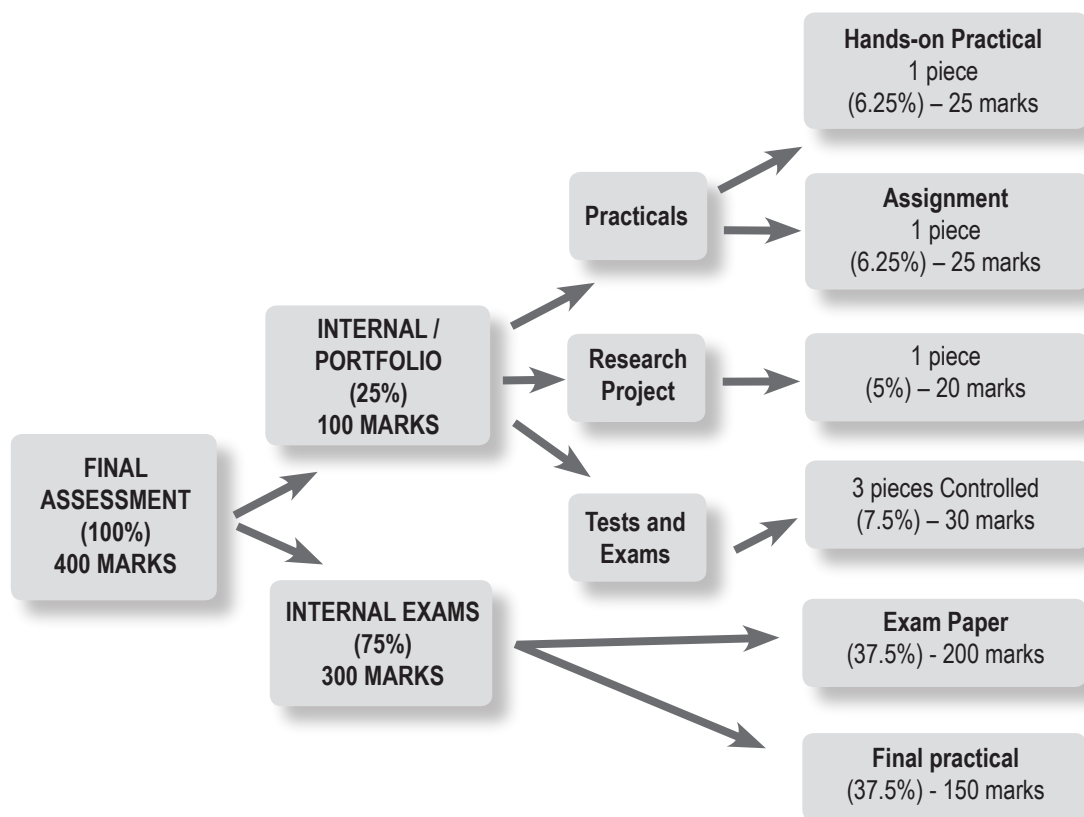 FINAL
ASSESSMENT
(100%)
400 MARKS
INTERNAL /
PORTFOLIO
(25%)
100 MARKS
INTERNAL EXAMS
(75%)
300 MARKS
Practicals
Research
Project
Tests and
Exams
Hands-on Practical
1 piece
(6.25%) – 25 marks
Assignment
1 piece
(6.25%) – 25 marks
1 piece
(5%) – 20 marks
3 pieces Controlled
(7.5%) – 30 marks
Exam Paper
(37.5%) - 200 marks
Final practical
(37.5%) - 150 marks